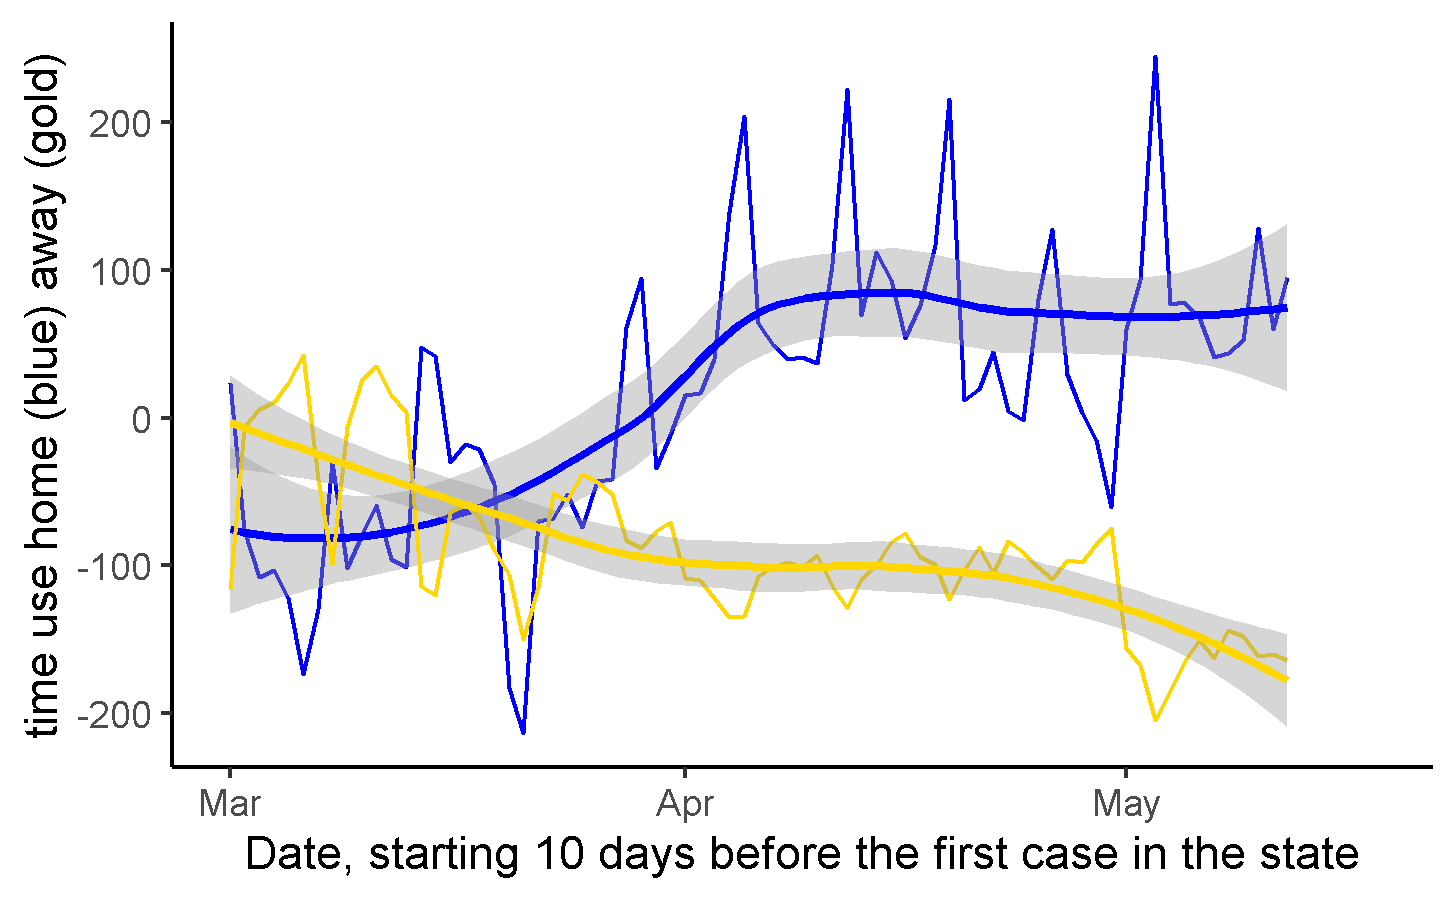 time use home (blue) away (gold)
200
100
0
-100
-200
Mar
Apr
May
Date, starting 10 days before the first case in the state